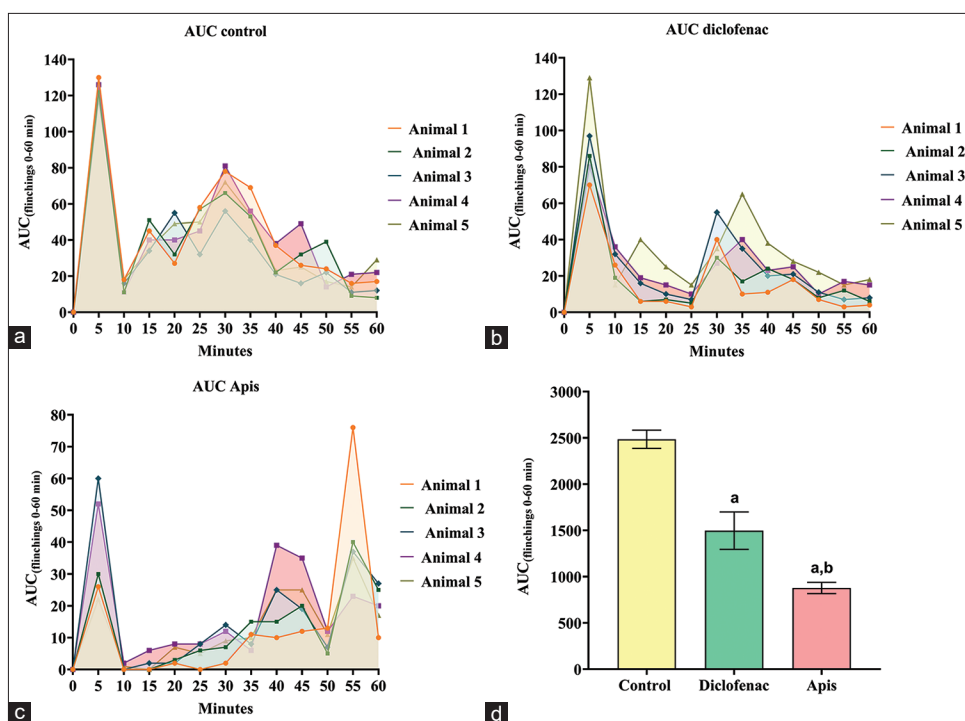 AUC control
AUC(flinchings 0-60 min)
140
120
100
80
60
40
20
0
0 5 10 15 20 25 30 35 40 45 50 55 60
Minutes
Animal 1
Animal 2
Animal 3
Animal 4
Animal 5
a
AUC diclofenac
AUC(flinchings 0-60 min)
140
120
100
80
60
40
20
0
0 5 10 15 20 25 30 35 40 45 50 55 60
Minutes
Animal 1
Animal 2
Animal 3
Animal 4
Animal 5
b
AUC Apis
AUC(flinchings 0-60 min)
80
70
60
50
40
30
20
10
0
0 5 10 15 20 25 30 35 40 45 50 55 60
Minutes
Animal 1
Animal 2
Animal 3
Animal 4
Animal 5
c
AUC(flinchings 0-60 min)
3000
2500
2000
1500
1000
500
0
a
a,b
Control Diclofenac Apis
d